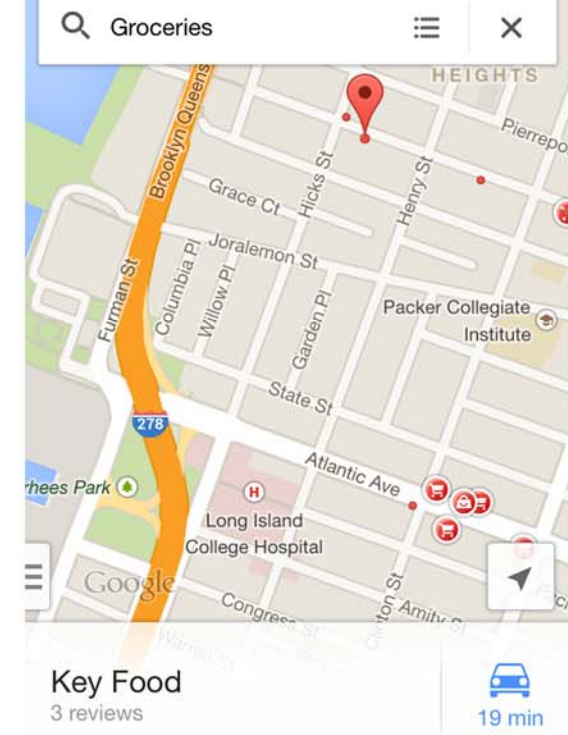 Groceries
HEIGHTS
Brooklyn Queens
Pierrepo
Hicks St
Henry St
Grace Ct
Joralemon St
Columbia Pl
Willow Pl
Furman St
Garden Pl
Packer Collegiate
Institute
State St
278
Atlantic Ave
rhees Park
H
Long Island
College Hospital
Google
Clinton St
Congress St
Amity St
Warren St
Key Food
3 reviews
19 min